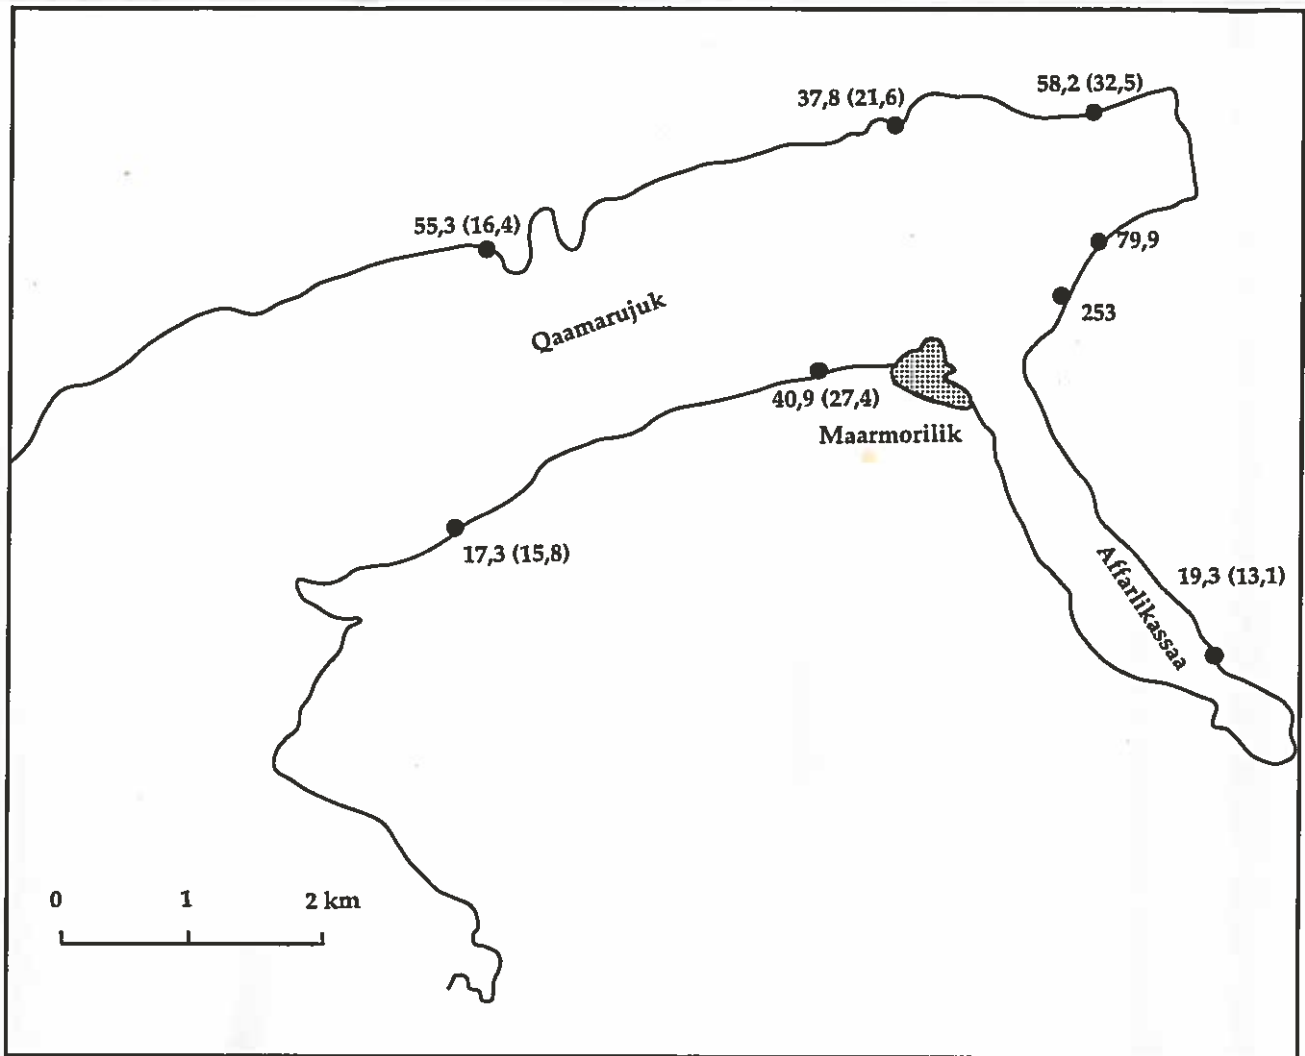 58,2 (32,5)
37,8 (21,6)
55,3 (16,4)
79,9
253
Qaamarujuk
40,9 (27,4)
Maarmorilik
17,3 (15,8)
19,3 (13,1)
Affarlikassaa
0 1 2 km